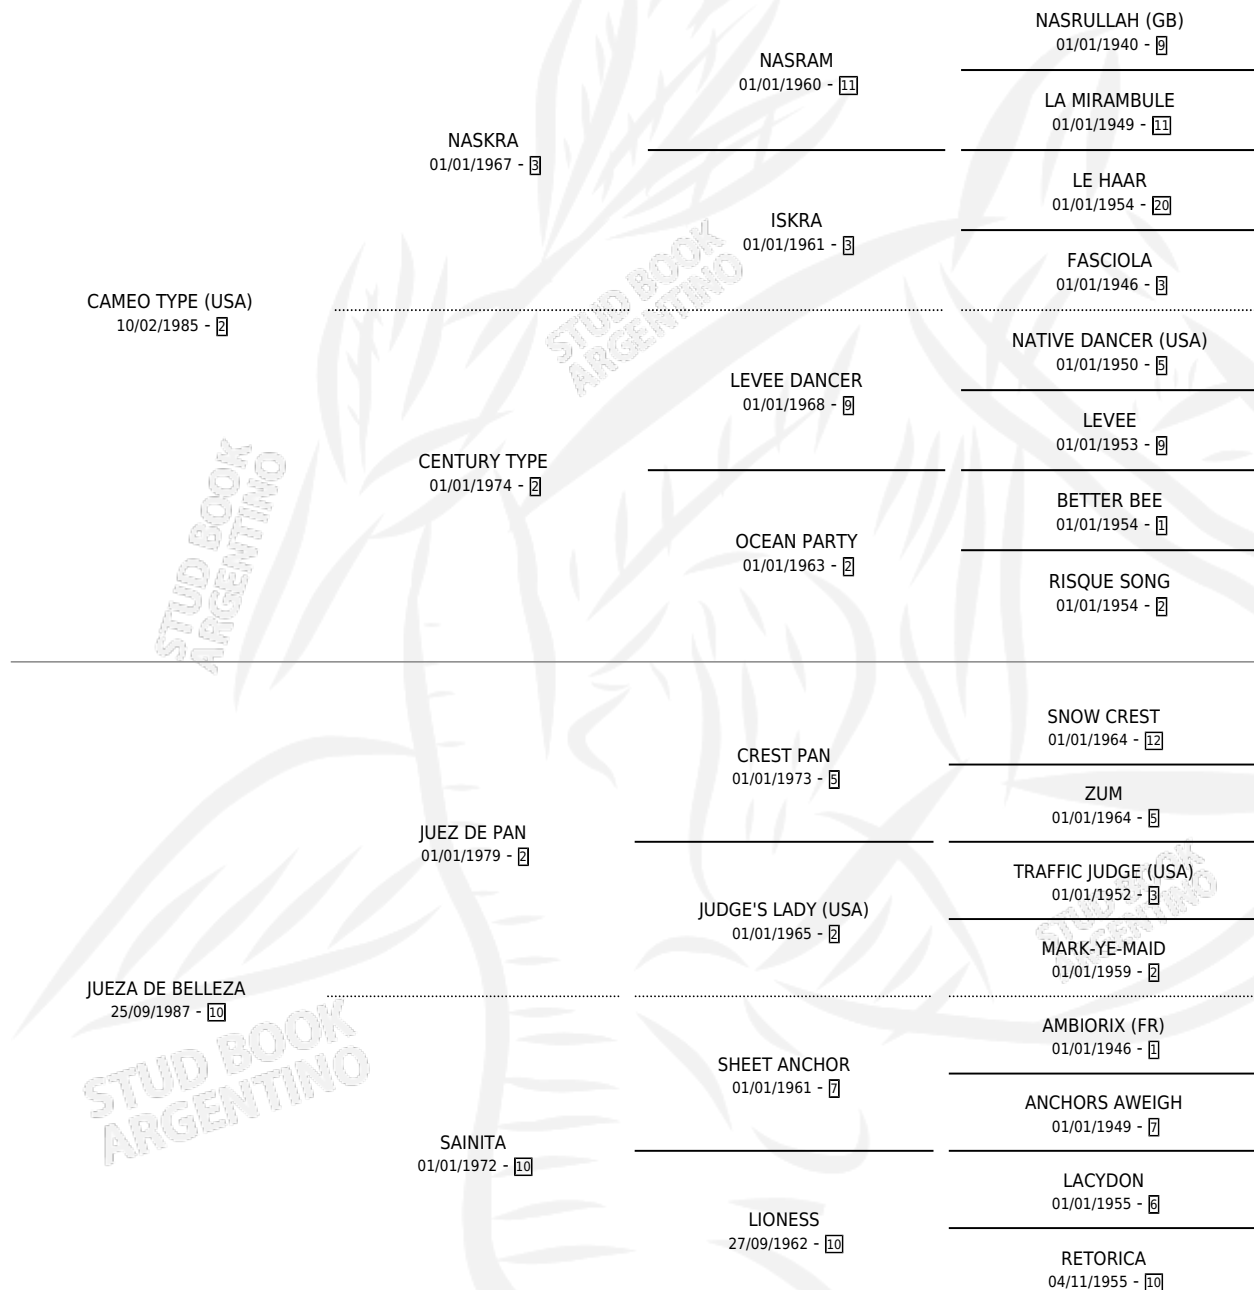 NASRULLAH (GB)
01/01/1940 - 9
NASRAM
01/01/1960 - 11
LA MIRAMBULE
01/01/1949 - 11
NASKRA
01/01/1967 - 3
LE HAAR
01/01/1954 - 20
ISKRA
01/01/1961 - 3
FASCIOLA
01/01/1946 - 3
CAMEO TYPE (USA)
10/02/1985 - 2
NATIVE DANCER (USA)
01/01/1950 - 5
LEVEE DANCER
01/01/1968 - 9
LEVEE
01/01/1953 - 9
CENTURY TYPE
01/01/1974 - 2
BETTER BEE
01/01/1954 - 1
OCEAN PARTY
01/01/1963 - 2
RISQUE SONG
01/01/1954 - 2
SNOW CREST
01/01/1964 - 12
CREST PAN
01/01/1973 - 5
ZUM
01/01/1964 - 5
JUEZ DE PAN
01/01/1979 - 2
TRAFFIC JUDGE (USA)
01/01/1952 - 3
JUDGE'S LADY (USA)
01/01/1965 - 2
MARK-YE-MAID
01/01/1959 - 2
JUEZA DE BELLEZA
25/09/1987 - 10
AMBIORIX (FR)
01/01/1946 - 1
SHEET ANCHOR
01/01/1961 - 7
ANCHORS AWEIGH
01/01/1949 - 7
SAINITA
01/01/1972 - 10
LACYDON
01/01/1955 - 6
LIONESS
27/09/1962 - 10
RETORICA
04/11/1955 - 10
STUD BOOK
ARGENTINO
STUD BOOK
ARGENTINO
STUD BOOK
ARGENTINO
STUD BOOK
ARGENTINO